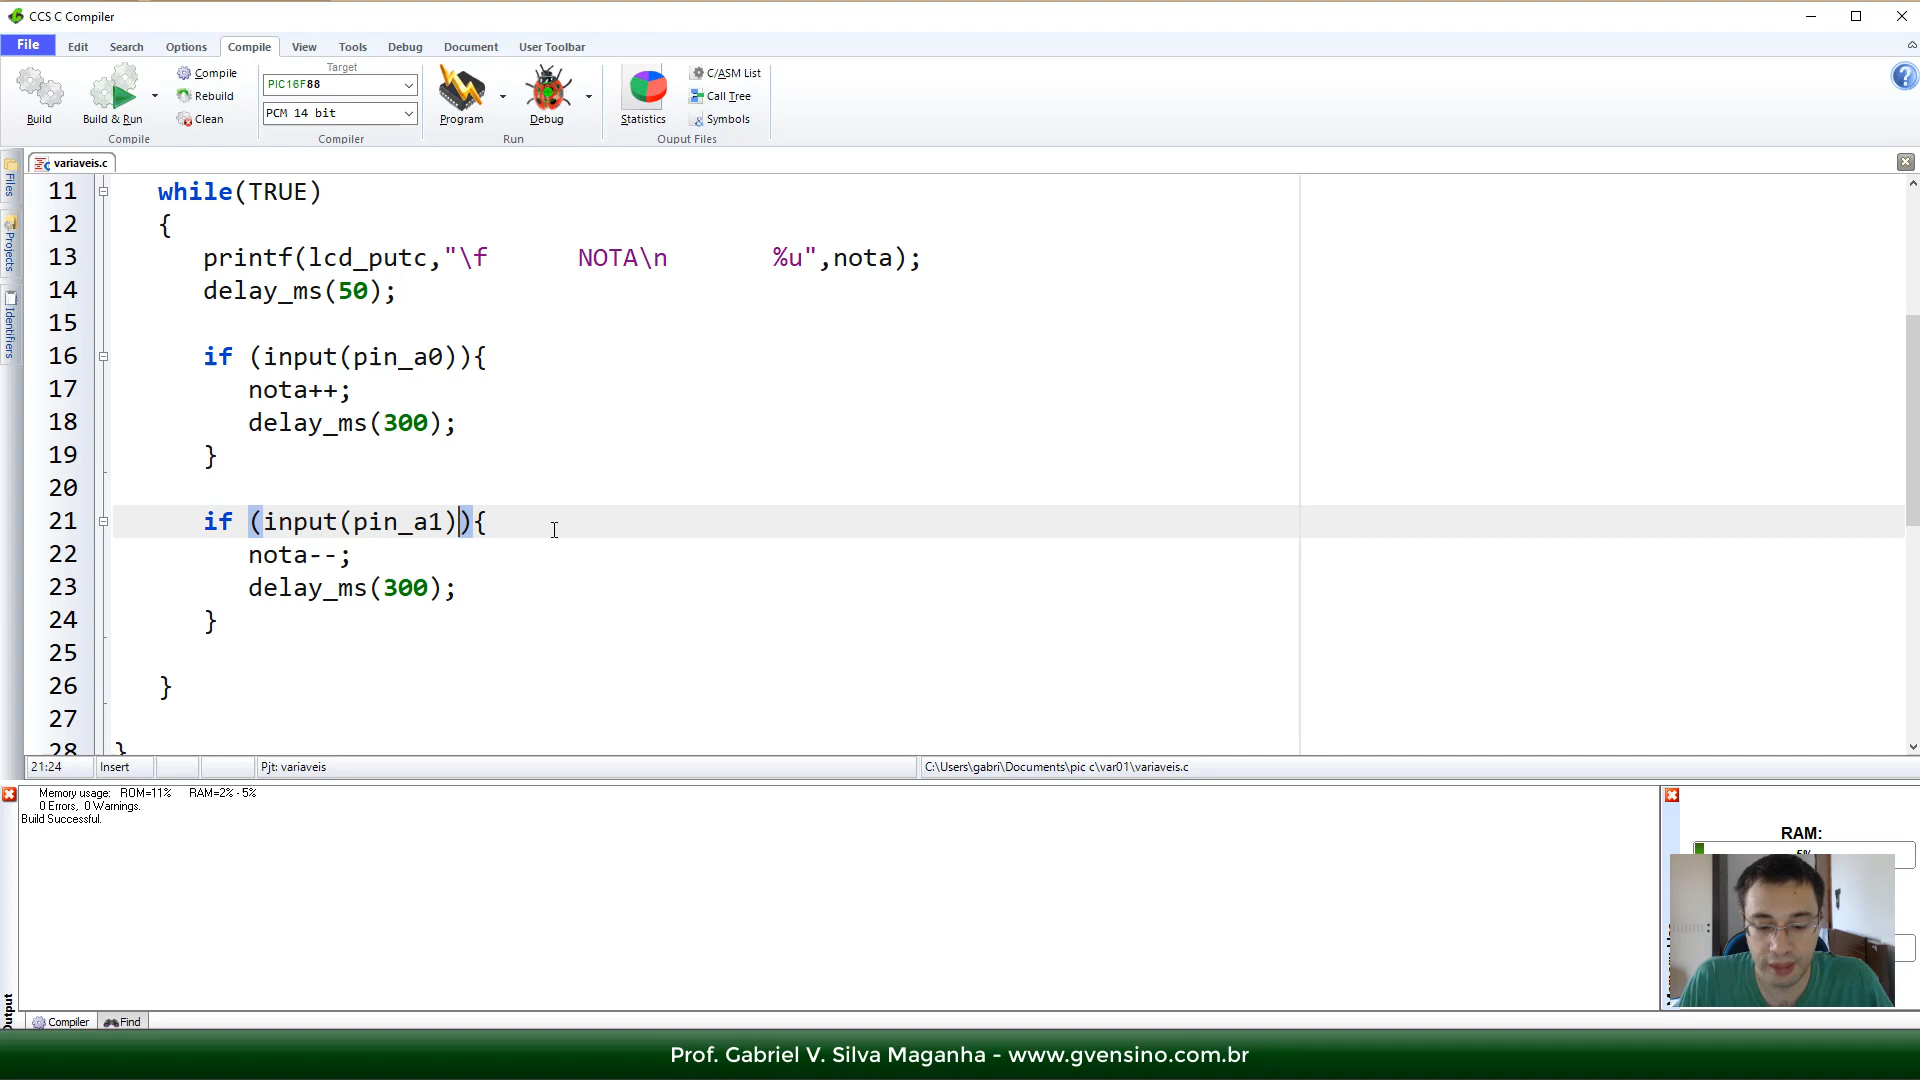 CCS C Compiler
File Edit Search Options Compile View Tools Debug Document User Toolbar
Build
Build & Run
Compile
Rebuild
Clean
Compile
Target
PIC16F88
PCM 14 bit
Compiler
Program
Debug
Run
Statistics
C/ASM List
Call Tree
Symbols
Ouput Files
Files
Projects
Identifiers
variaveis.c
11 while(TRUE)
12 {
13 printf(lcd_putc,"\f      NOTA\n       %u",nota);
14 delay_ms(50);
15
16 if (input(pin_a0)){
17 nota++;
18 delay_ms(300);
19 }
20
21 if (input(pin_a1)){
22 nota--;
23 delay_ms(300);
24 }
25
26 }
27
28 }
21:24 Insert Pjt: variaveis C:\Users\gabri\Documents\pic c\var01\variaveis.c
Memory usage: ROM=11% RAM=2% - 5%
0 Errors, 0 Warnings.
Build Successful.
RAM:
5%
Output
Compiler Find
Prof. Gabriel V. Silva Maganha - www.gvensino.com.br